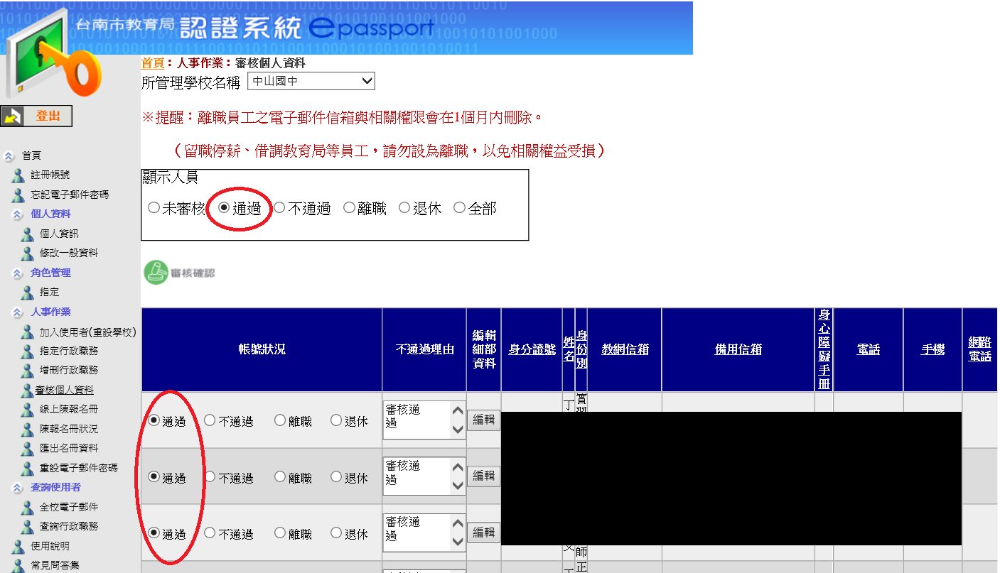 台南市教育局 認證系統 epassport
首頁：人事作業：審核個人資料
所管理學校名稱 中山國中
登出
※提醒：離職員工之電子郵件信箱與相關權限會在1個月内刪除。
（留職停薪、借調教育局等員工，請勿設為離職，以免相關權益受損）
首頁
註冊帳號
忘記電子郵件密碼
個人資料
個人資訊
修改一般資料
角色管理
指定
人事作業
加入使用者(重設學校)
指定行政職務
增刪行政職務
審核個人資料
線上陳報名冊
陳報名冊狀況
匯出名冊資料
重設電子郵件密碼
查詢使用者
全校電子郵件
查詢行政職務
使用說明
常見問答集
顯示人員
未審核 通過 不通過 離職 退休 全部
審核確認
帳號狀況 不通過理由 編輯細部資料 身分證號 姓名 身份別 教網信箱 備用信箱 身心障礙手冊 電話 手機 網路電話
通過 不通過 離職 退休 審核通過 編輯 丁 實習
通過 不通過 離職 退休 審核通過 編輯
通過 不通過 離職 退休 審核通過 編輯 師
正